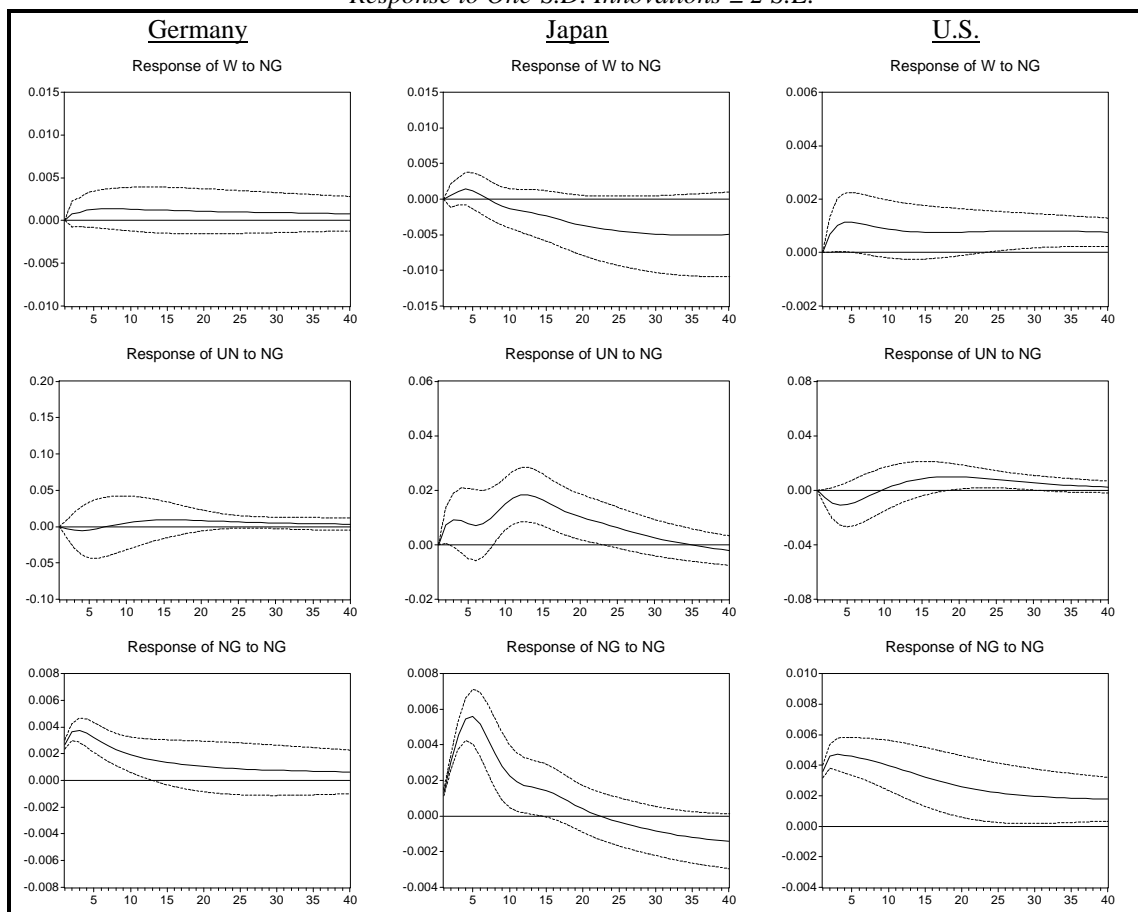 Response to One S.D. Innovations ± 2 S.E.
Germany Japan U.S.
Response of W to NG Response of W to NG Response of W to NG
0.015 0.015 0.006
0.010 0.010 0.004
0.005 0.005 0.002
0.000 0.000 0.000
-0.005 -0.005
-0.010 -0.010
-0.015 -0.002
5 10 15 20 25 30 35 40 5 10 15 20 25 30 35 40 5 10 15 20 25 30 35 40
Response of UN to NG Response of UN to NG Response of UN to NG
0.20 0.06 0.08
0.15 0.04 0.04
0.10 0.02 0.00
0.05 0.00 -0.04
0.00 -0.02 -0.08
-0.05
-0.10
5 10 15 20 25 30 35 40 5 10 15 20 25 30 35 40 5 10 15 20 25 30 35 40
Response of NG to NG Response of NG to NG Response of NG to NG
0.008 0.008 0.010
0.006 0.006 0.008
0.004 0.004 0.006
0.002 0.002 0.004
0.000 0.000 0.002
-0.002 -0.002 0.000
-0.004 -0.004 -0.002
-0.006 -0.004
-0.008
5 10 15 20 25 30 35 40 5 10 15 20 25 30 35 40 5 10 15 20 25 30 35 40